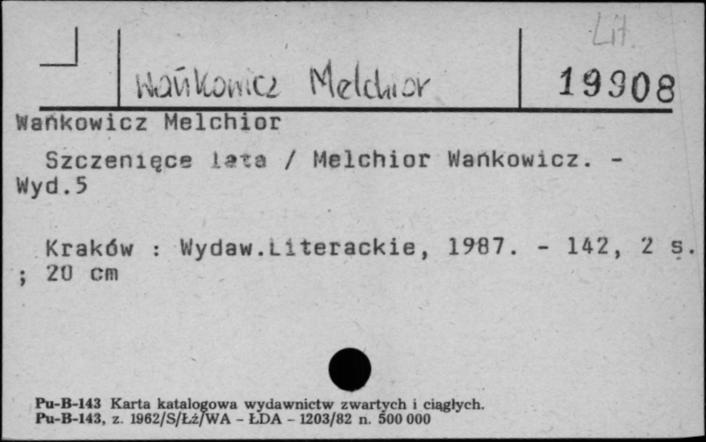 Lit.
Wańkowicz Melchior
19908
Wańkowicz Melchior
Szczenięce lata / Melchior Wańkowicz. -
Wyd.5
Kraków : Wydaw.Literackie, 1987. - 142, 2 s.
; 20 cm
Pu-B-143 Karta katalogowa wydawnictw zwartych i ciągłych.
Pu-B-143, z. 1962/S/Łż/WA - ŁDA - 1203/82 n. 500 000